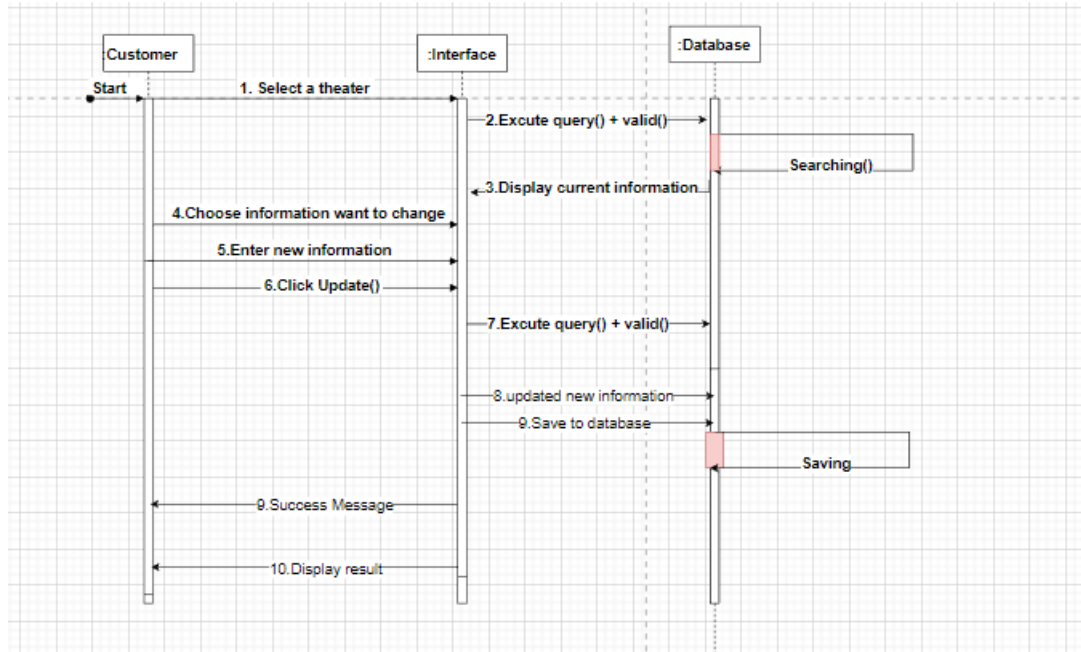 :Customer
:Interface
:Database
Start
1. Select a theater
2.Excute query() + valid()
Searching()
3.Display current information
4.Choose information want to change
5.Enter new information
6.Click Update()
7.Excute query() + valid()
8.updated new information
9.Save to database
Saving
9.Success Message
10.Display result